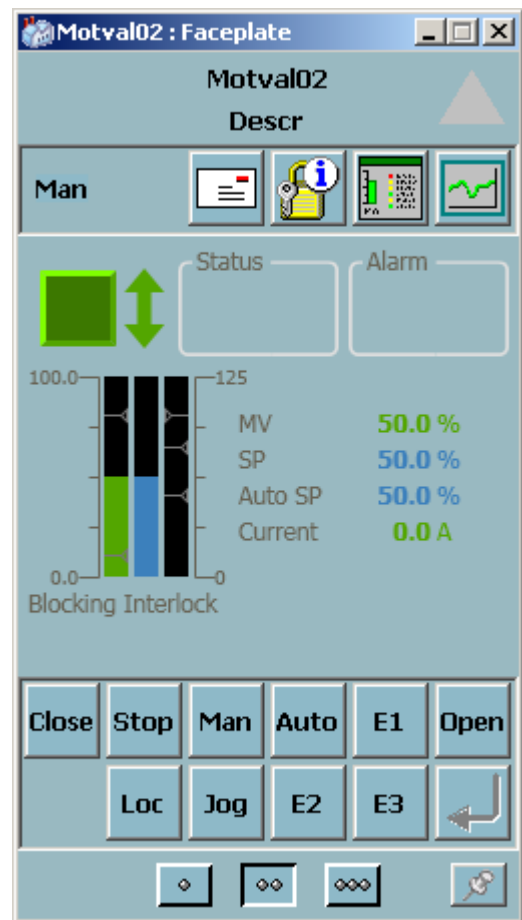 Motval02 : Faceplate
Motval02
Descr
Man
Status
Alarm
100.0
125
MV 50.0 %
SP 50.0 %
Auto SP 50.0 %
Current 0.0 A
0.0
0
Blocking Interlock
Close Stop Man Auto E1 Open
Loc Jog E2 E3